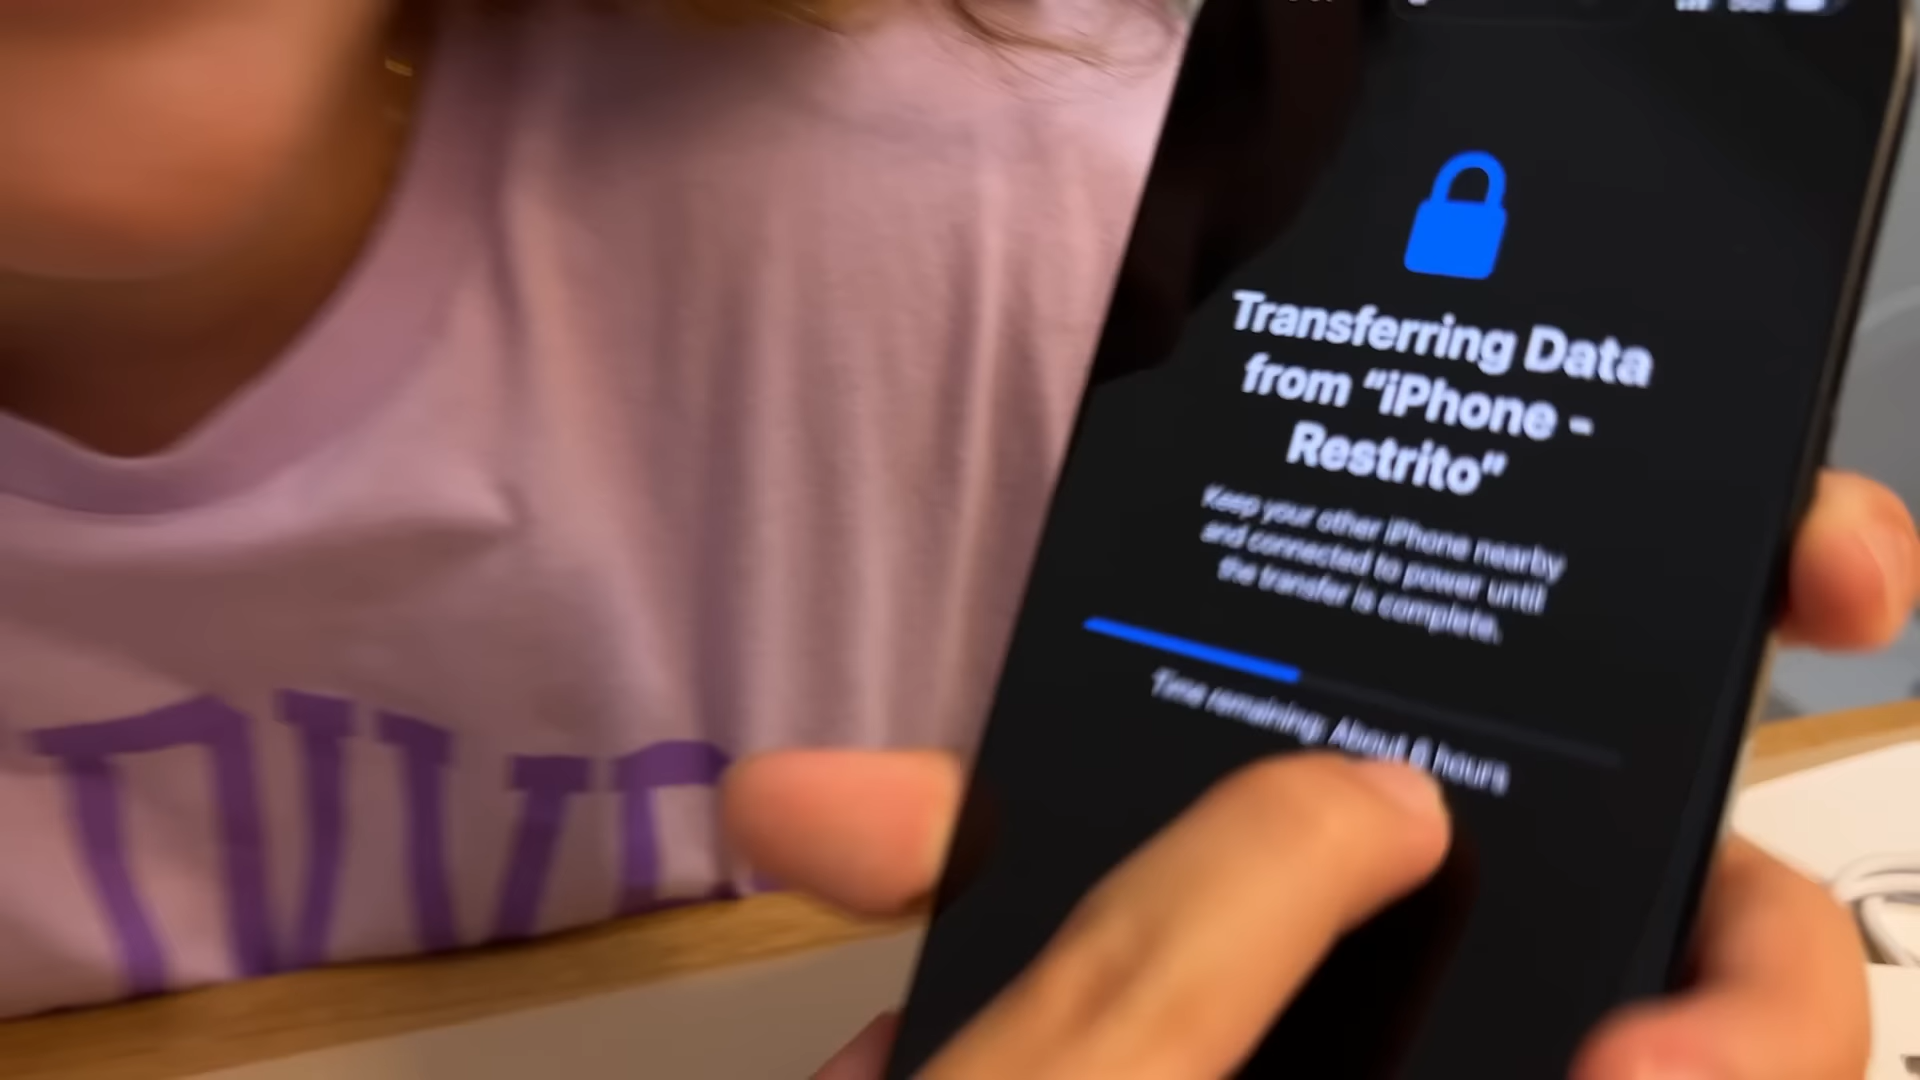 Transferring Data
from “iPhone -
Restrito”
Keep your other iPhone nearby
and connected to power until
the transfer is complete.
Time remaining: About hours